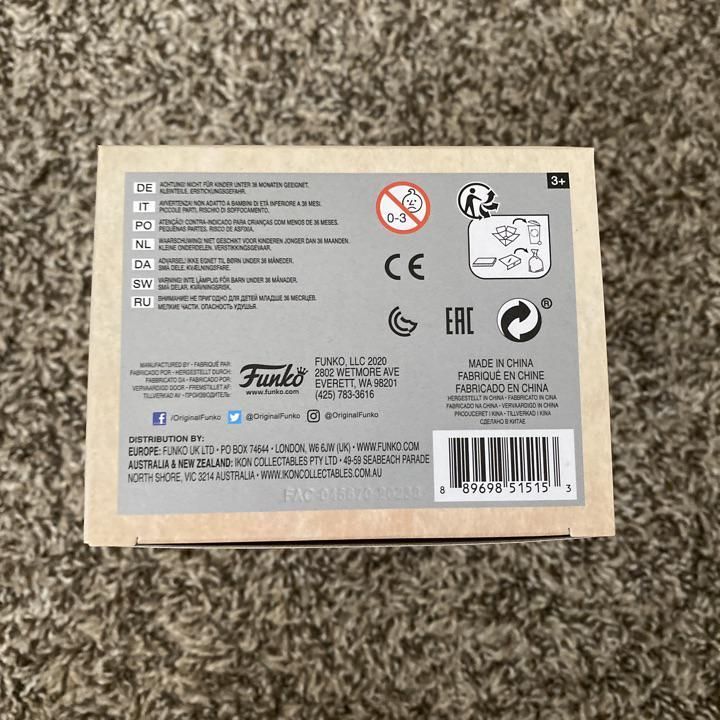 3+
DE ACHTUNG! NICHT FÜR KINDER UNTER 36 MONATEN GEEIGNET.
KLEINTEILE, ERSTICKUNGSGEFAHR.
IT AVVERTENZA! NON ADATTO A BAMBINI DI ETÀ INFERIORE A 36 MESI.
PICCOLE PARTI, RISCHIO DI SOFFOCAMENTO.
PO ATENÇÃO! CONTRA-INDICADO PARA CRIANÇAS COM MENOS DE 36 MESES.
PEQUENAS PARTES, RISCO DE ASFIXIA.
NL WAARSCHUWING! NIET GESCHIKT VOOR KINDEREN JONGER DAN 36 MAANDEN.
KLEINE ONDERDELEN. VERSTIKKINGSGEVAAR.
DA ADVARSEL! IKKE EGNET TIL BØRN UNDER 36 MÅNEDER.
SMÅ DELE. KVÆLNINGSFARE.
SW VARNING! INTE LÄMPLIG FÖR BARN UNDER 36 MÅNADER.
SMÅ DELAR. KVÄVNINGSRISK.
RU ВНИМАНИЕ! НЕ ПРИГОДНО ДЛЯ ДЕТЕЙ МЛАДШЕ 36 МЕСЯЦЕВ.
МЕЛКИЕ ЧАСТИ. ОПАСНОСТЬ УДУШЬЯ.
0-3
CE
EAC
®
MANUFACTURED BY • FABRIQUÉ PAR:
FABRICADO POR • HERGESTELLT DURCH:
FABBRICATO DA • FABRICADO POR:
VERVAARDIGD DOOR • FREMSTILLET AF:
TILLVERKAD AV • ПРОИЗВОДИТЕЛЬ:
Funko
www.funko.com
FUNKO, LLC 2020
2802 WETMORE AVE
EVERETT, WA 98201
(425) 783-3616
MADE IN CHINA
FABRIQUÉ EN CHINE
FABRICADO EN CHINA
HERGESTELLT IN CHINA • FABBRICATO IN CINA
FABRICADO NA CHINA • VERVAARDIGD IN CHINA
PRODUCERET I KINA • TILLVERKAD I KINA
СДЕЛАНО В КИТАЕ
/OriginalFunko @OriginalFunko @OriginalFunko
DISTRIBUTION BY:
EUROPE: FUNKO UK LTD • PO BOX 74644 • LONDON, W6 6JW (UK) • WWW.FUNKO.COM
AUSTRALIA & NEW ZEALAND: IKON COLLECTABLES PTY LTD • 49-59 SEABEACH PARADE
NORTH SHORE, VIC 3214 AUSTRALIA • WWW.IKONCOLLECTABLES.COM.AU
8 89698 51515 3